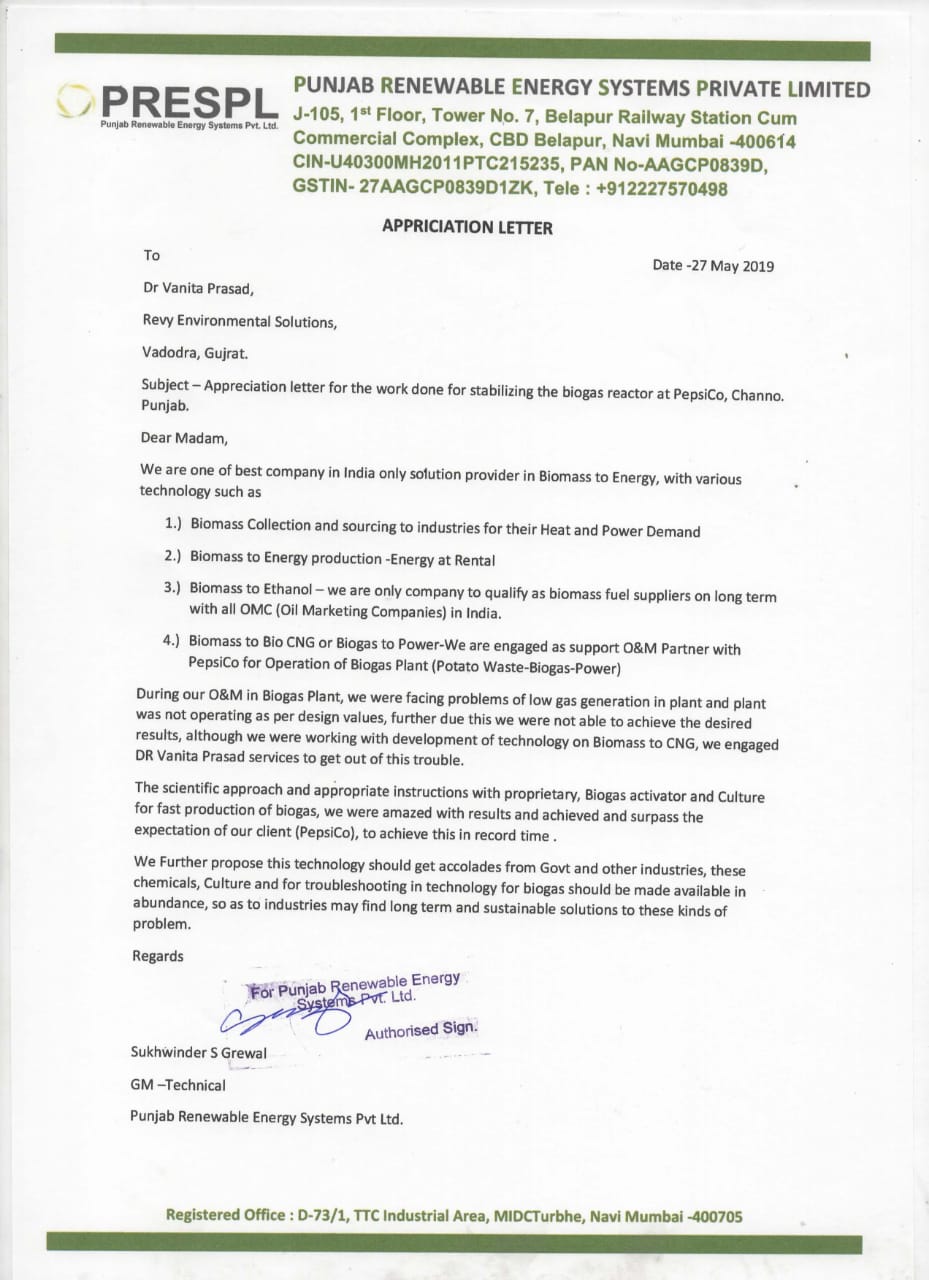 PRESPL
Punjab Renewable Energy Systems Pvt. Ltd.
PUNJAB RENEWABLE ENERGY SYSTEMS PRIVATE LIMITED
J-105, 1st Floor, Tower No. 7, Belapur Railway Station Cum
Commercial Complex, CBD Belapur, Navi Mumbai -400614
CIN-U40300MH2011PTC215235, PAN No-AAGCP0839D,
GSTIN- 27AAGCP0839D1ZK, Tele : +912227570498
APPRICIATION LETTER
To
Date -27 May 2019
Dr Vanita Prasad,
Revy Environmental Solutions,
Vadodra, Gujrat.
Subject – Appreciation letter for the work done for stabilizing the biogas reactor at PepsiCo, Channo.
Punjab.
Dear Madam,
We are one of best company in India only solution provider in Biomass to Energy, with various
technology such as
1.) Biomass Collection and sourcing to industries for their Heat and Power Demand
2.) Biomass to Energy production -Energy at Rental
3.) Biomass to Ethanol – we are only company to qualify as biomass fuel suppliers on long term
with all OMC (Oil Marketing Companies) in India.
4.) Biomass to Bio CNG or Biogas to Power-We are engaged as support O&M Partner with
PepsiCo for Operation of Biogas Plant (Potato Waste-Biogas-Power)
During our O&M in Biogas Plant, we were facing problems of low gas generation in plant and plant
was not operating as per design values, further due this we were not able to achieve the desired
results, although we were working with development of technology on Biomass to CNG, we engaged
DR Vanita Prasad services to get out of this trouble.
The scientific approach and appropriate instructions with proprietary, Biogas activator and Culture
for fast production of biogas, we were amazed with results and achieved and surpass the
expectation of our client (PepsiCo), to achieve this in record time .
We Further propose this technology should get accolades from Govt and other industries, these
chemicals, Culture and for troubleshooting in technology for biogas should be made available in
abundance, so as to industries may find long term and sustainable solutions to these kinds of
problem.
Regards
For Punjab Renewable Energy
Systems Pvt. Ltd.
Authorised Sign.
Sukhwinder S Grewal
GM –Technical
Punjab Renewable Energy Systems Pvt Ltd.
Registered Office : D-73/1, TTC Industrial Area, MIDCTurbhe, Navi Mumbai -400705